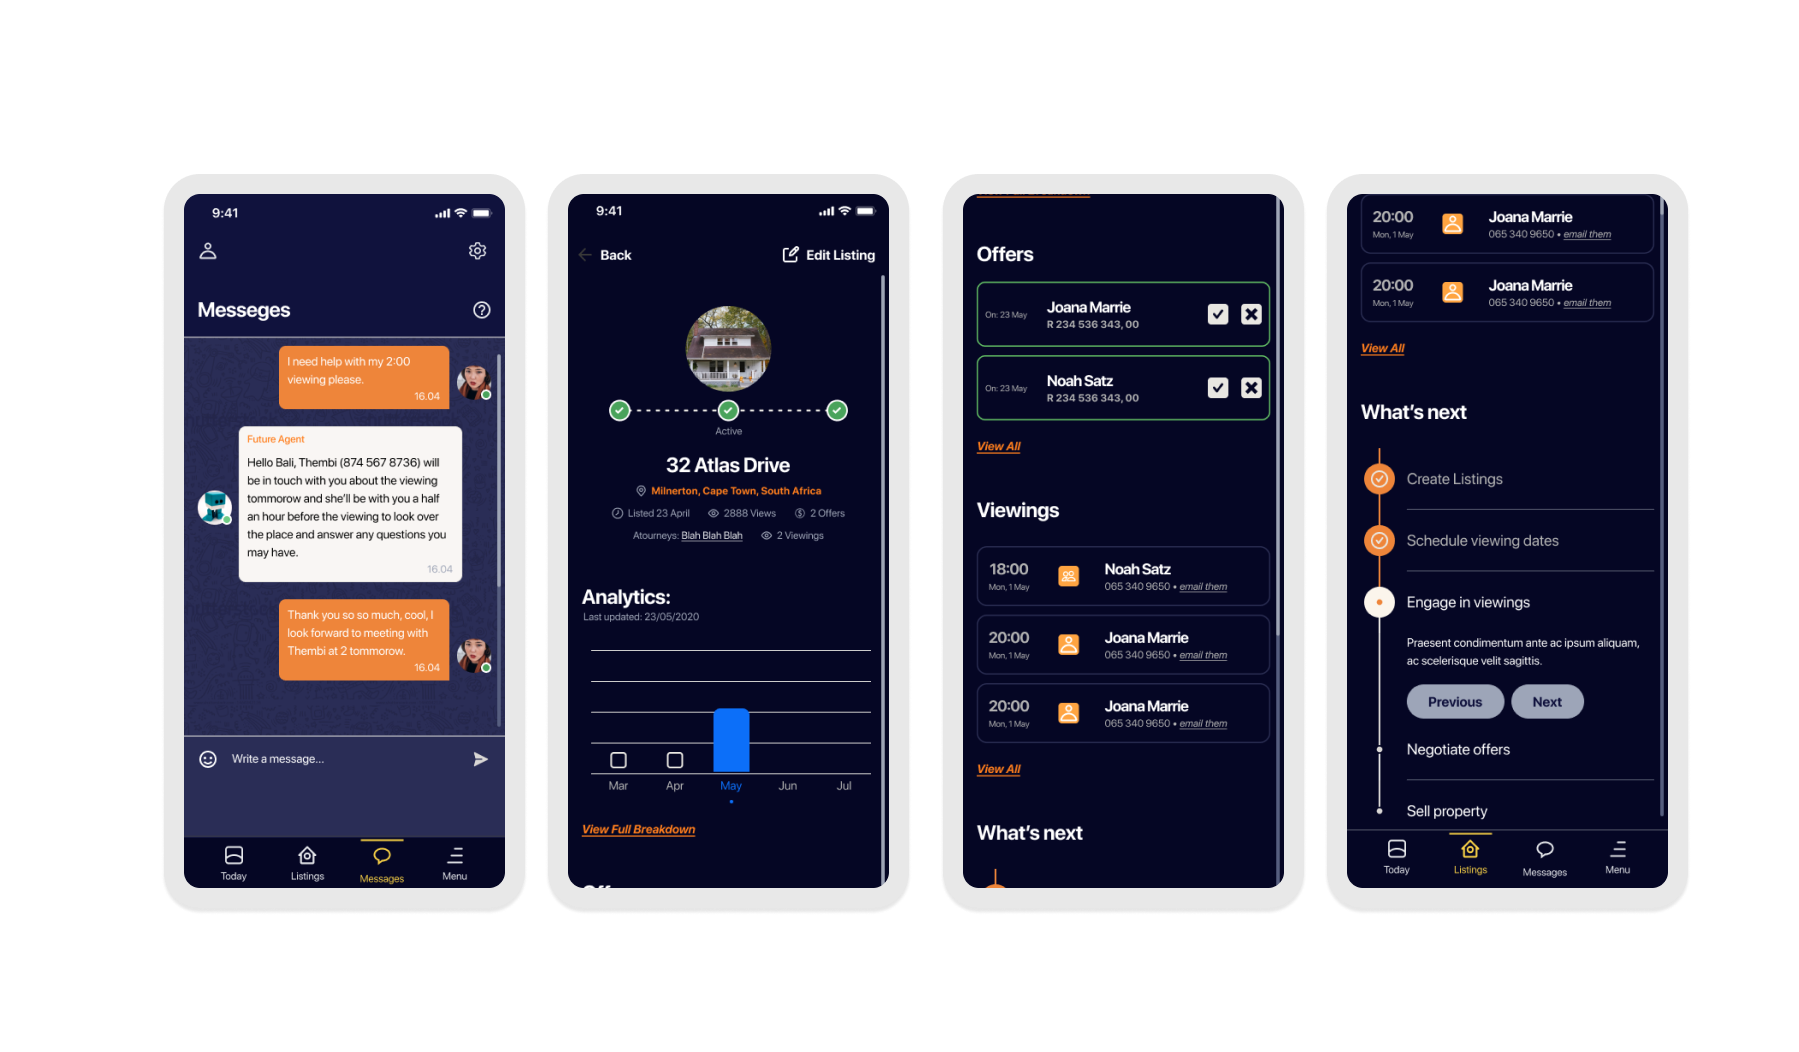 9:41
Messeges
I need help with my 2:00
viewing please.
16.04
Future Agent
Hello Bali, Thembi (874 567 8736) will
be in touch with you about the viewing
tommorow and she'll be with you a half
an hour before the viewing to look over
the place and answer any questions you
may have.
16.04
Thank you so so much, cool, I
look forward to meeting with
Thembi at 2 tommorow.
16.04
Write a message...
Today
Listings
Messages
Menu
9:41
Back
Edit Listing
Active
32 Atlas Drive
Milnerton, Cape Town, South Africa
Listed 23 April 2888 Views 2 Offers
Atourneys: Blah Blah Blah 2 Viewings
Analytics:
Last updated: 23/05/2020
Mar Apr May Jun Jul
View Full Breakdown
View Full Breakdown
Offers
On: 23 May
Joana Marrie
R 234 536 343, 00
On: 23 May
Noah Satz
R 234 536 343, 00
View All
Viewings
18:00
Mon, 1 May
Noah Satz
065 340 9650 • email them
20:00
Mon, 1 May
Joana Marrie
065 340 9650 • email them
20:00
Mon, 1 May
Joana Marrie
065 340 9650 • email them
View All
What's next
20:00
Mon, 1 May
Joana Marrie
065 340 9650 • email them
20:00
Mon, 1 May
Joana Marrie
065 340 9650 • email them
View All
What's next
Create Listings
Schedule viewing dates
Engage in viewings
Praesent condimentum ante ac ipsum aliquam,
ac scelerisque velit sagittis.
Previous
Next
Negotiate offers
Sell property
Today
Listings
Messages
Menu